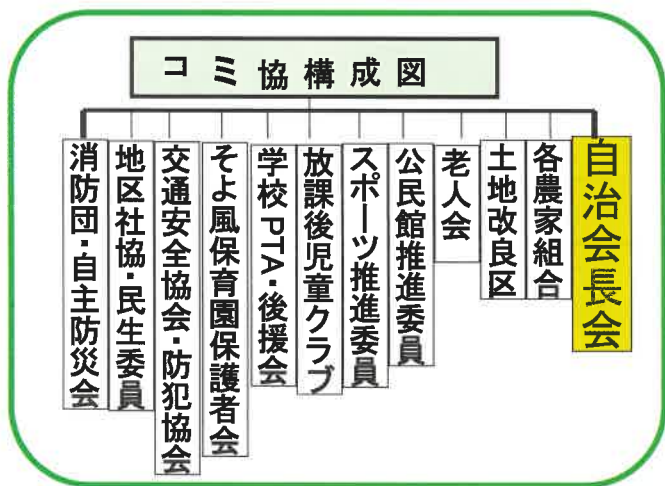 コミ協構成図
自治会長会
各農家組合
土地改良区
老人会
公民館推進委員
スポーツ推進委員
放課後児童クラブ
学校PTA・後援会
そよ風保育園保護者会
交通安全協会・防犯協会
地区社協・民生委員
消防団・自主防災会